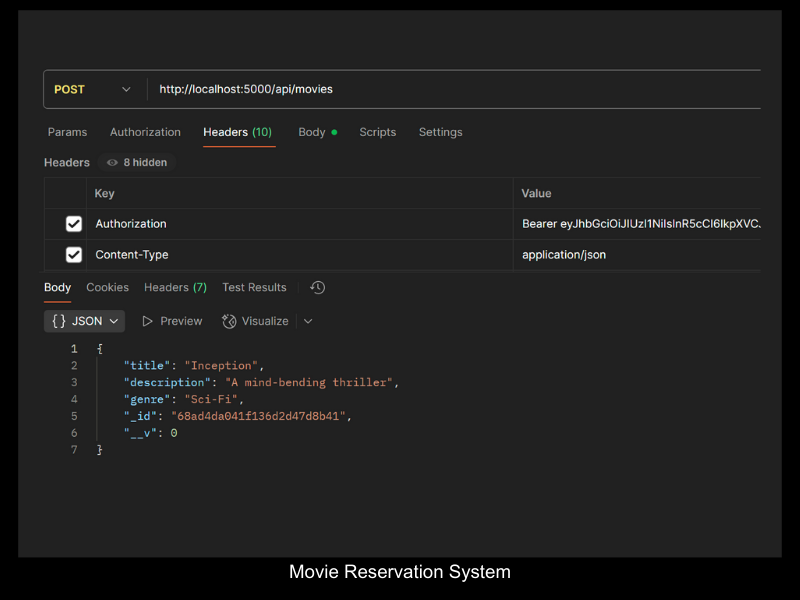 POST http://localhost:5000/api/movies
Params Authorization Headers (10) Body Scripts Settings
Headers 8 hidden
Key Value
Authorization Bearer eyJhbGciOiJIUzI1NiIsInR5cCI6IkpXVCJ
Content-Type application/json
Body Cookies Headers (7) Test Results
{} JSON Preview Visualize
1 {
2 "title": "Inception",
3 "description": "A mind-bending thriller",
4 "genre": "Sci-Fi",
5 "_id": "68ad4da041f136d2d47d8b41",
6 "__v": 0
7 }
Movie Reservation System